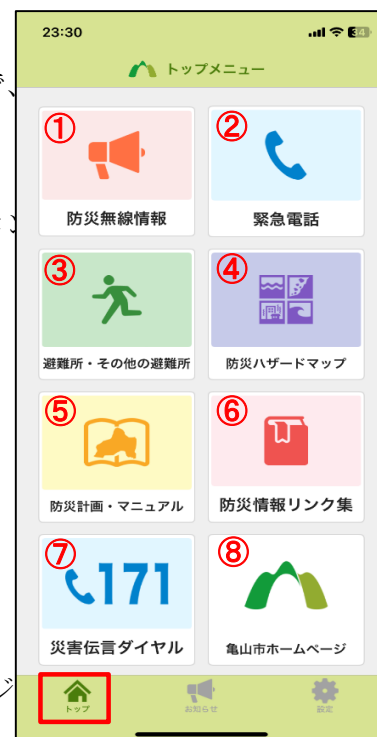 23:30
トップメニュー
①
②
防災無線情報
緊急電話
③
④
避難所・その他の避難所
防災ハザードマップ
⑤
⑥
防災計画・マニュアル
防災情報リンク集
⑦
171
⑧
災害伝言ダイヤル
亀山市ホームページ
トップ
お知らせ
設定